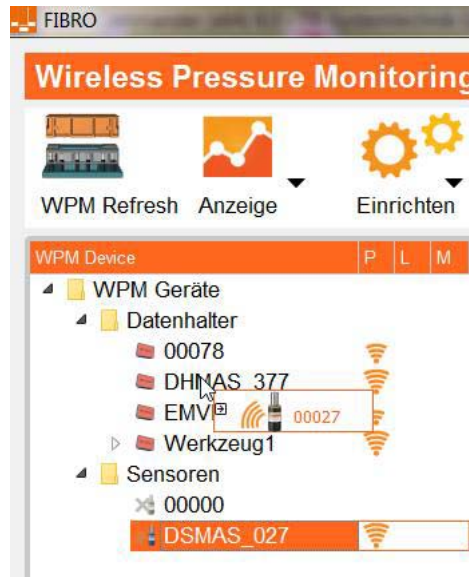 FIBRO
Wireless Pressure Monitoring
WPM Refresh Anzeige Einrichten
WPM Device P L M
WPM Geräte
Datenhalter
00078
DHMAS_377
00027
Werkzeug1
Sensoren
00000
DSMAS_027